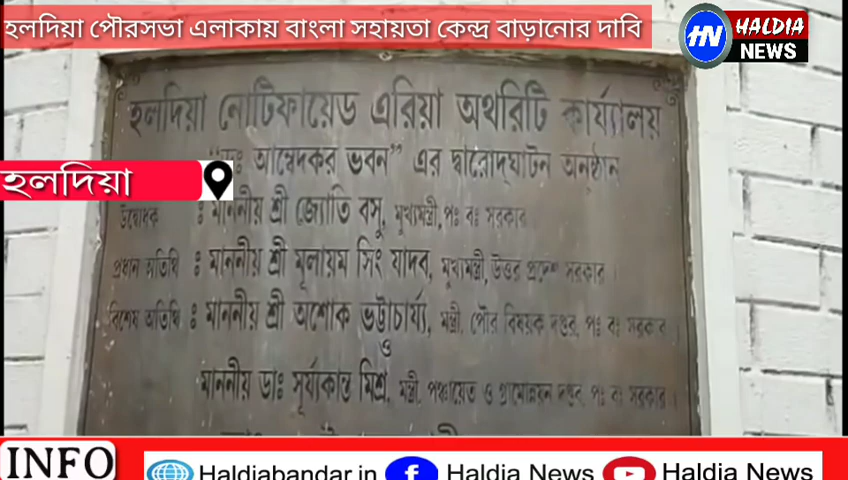 হলদিয়া পৌরসভা এলাকায় বাংলা সহায়তা কেন্দ্র বাড়ানোর দাবি
HN HALDIA NEWS
হলদিয়া নোটিফায়েড এরিয়া অথরিটি কার্য্যালয়
আম্বেদকর ভবন” এর দ্বারোদ্ঘাটন অনুষ্ঠান
হলদিয়া
উদ্বোধক : মাননীয় শ্রী জ্যোতি বসু, মুখ্যমন্ত্রী, পঃ বঃ সরকার
প্রধান অতিথি : মাননীয় শ্রী মূলায়ম সিং যাদব, মুখ্যমন্ত্রী, উত্তর প্রদেশ সরকার।
বিশেষ অতিথি : মাননীয় শ্রী অশোক ভট্টাচার্য্য, মন্ত্রী, পৌর বিষয়ক দপ্তর, পঃ বঃ সরকার।
ও
মাননীয় ডাঃ সূর্য্যকান্ত মিশ্র, মন্ত্রী, পঞ্চায়েত ও গ্রামোন্নয়ন দপ্তর, পঃ বঃ সরকার।
INFO Haldiabandar.in Haldia News Haldia News